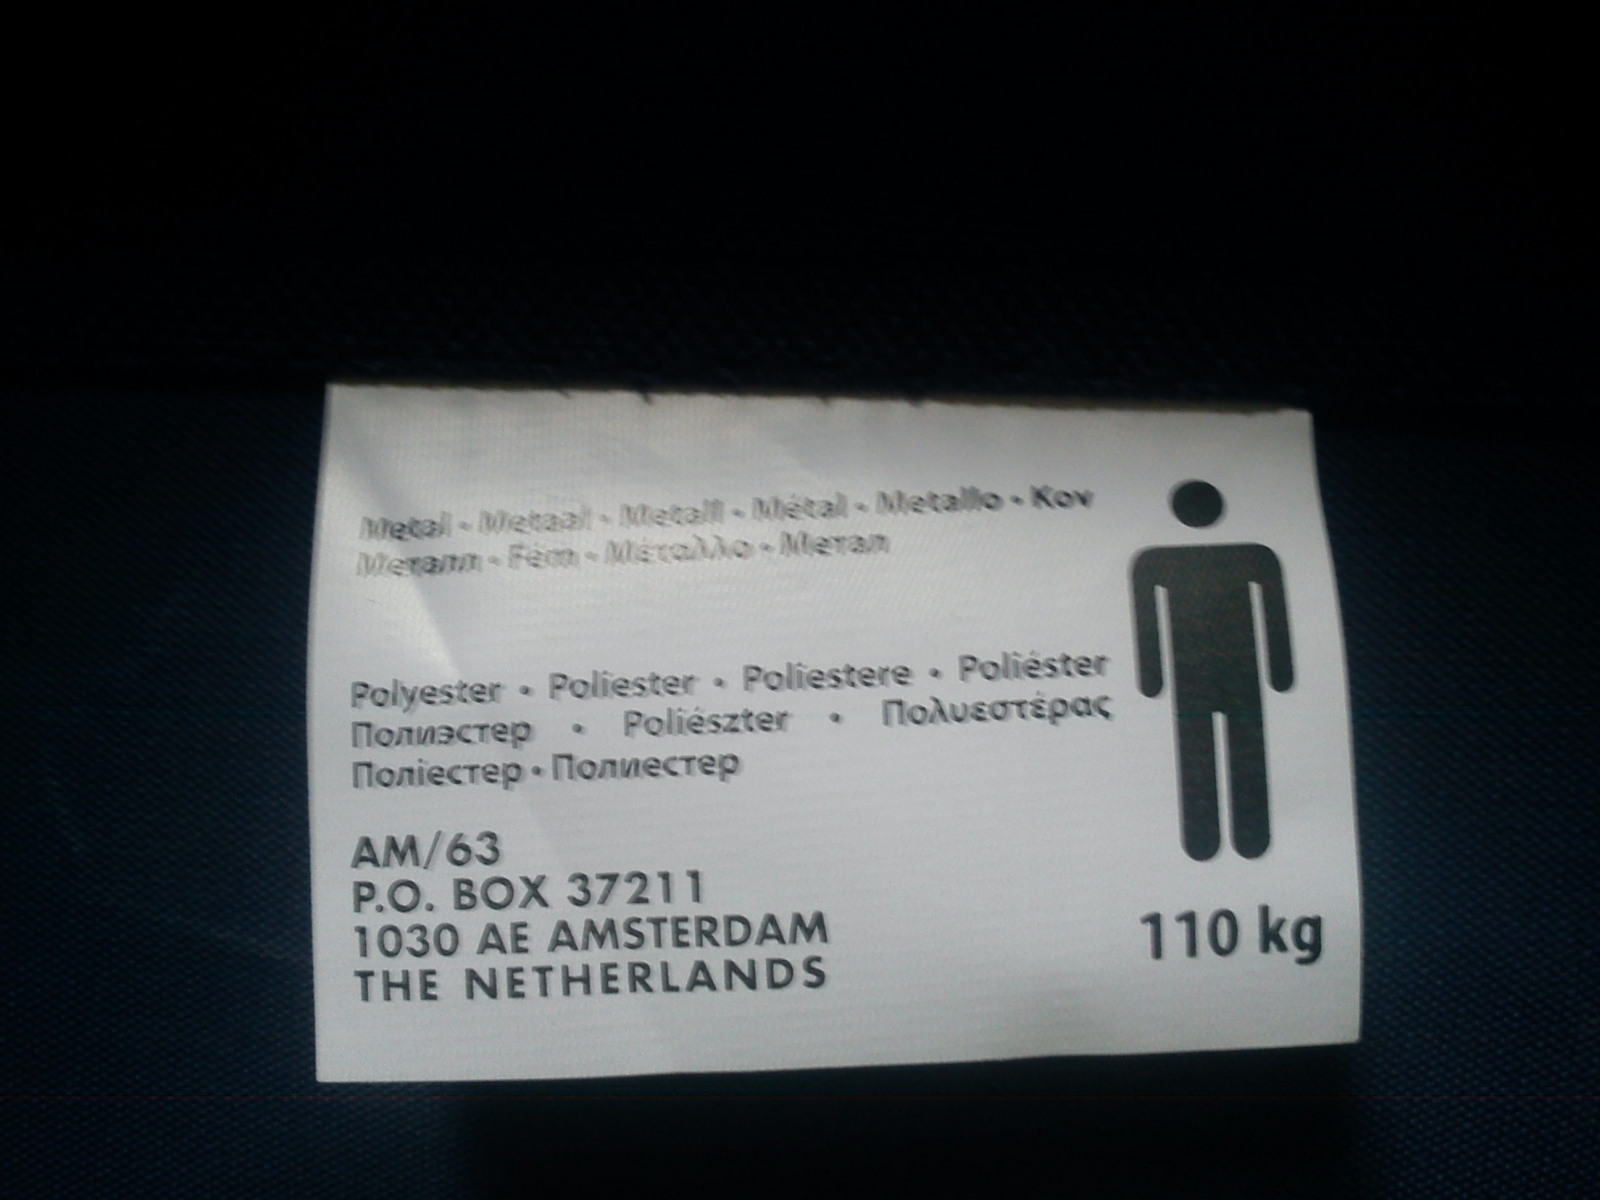 Metal - Metaal - Metall - Métal - Metallo - Kov
Металл - Fém - Μέταλλο - Метал
Polyester • Poliester • Poliestere • Poliéster
Полиэстер • Poliészter • Πολυεστέρας
Поліестер • Полиестер
AM/63
P.O. BOX 37211
1030 AE AMSTERDAM
THE NETHERLANDS
110 kg